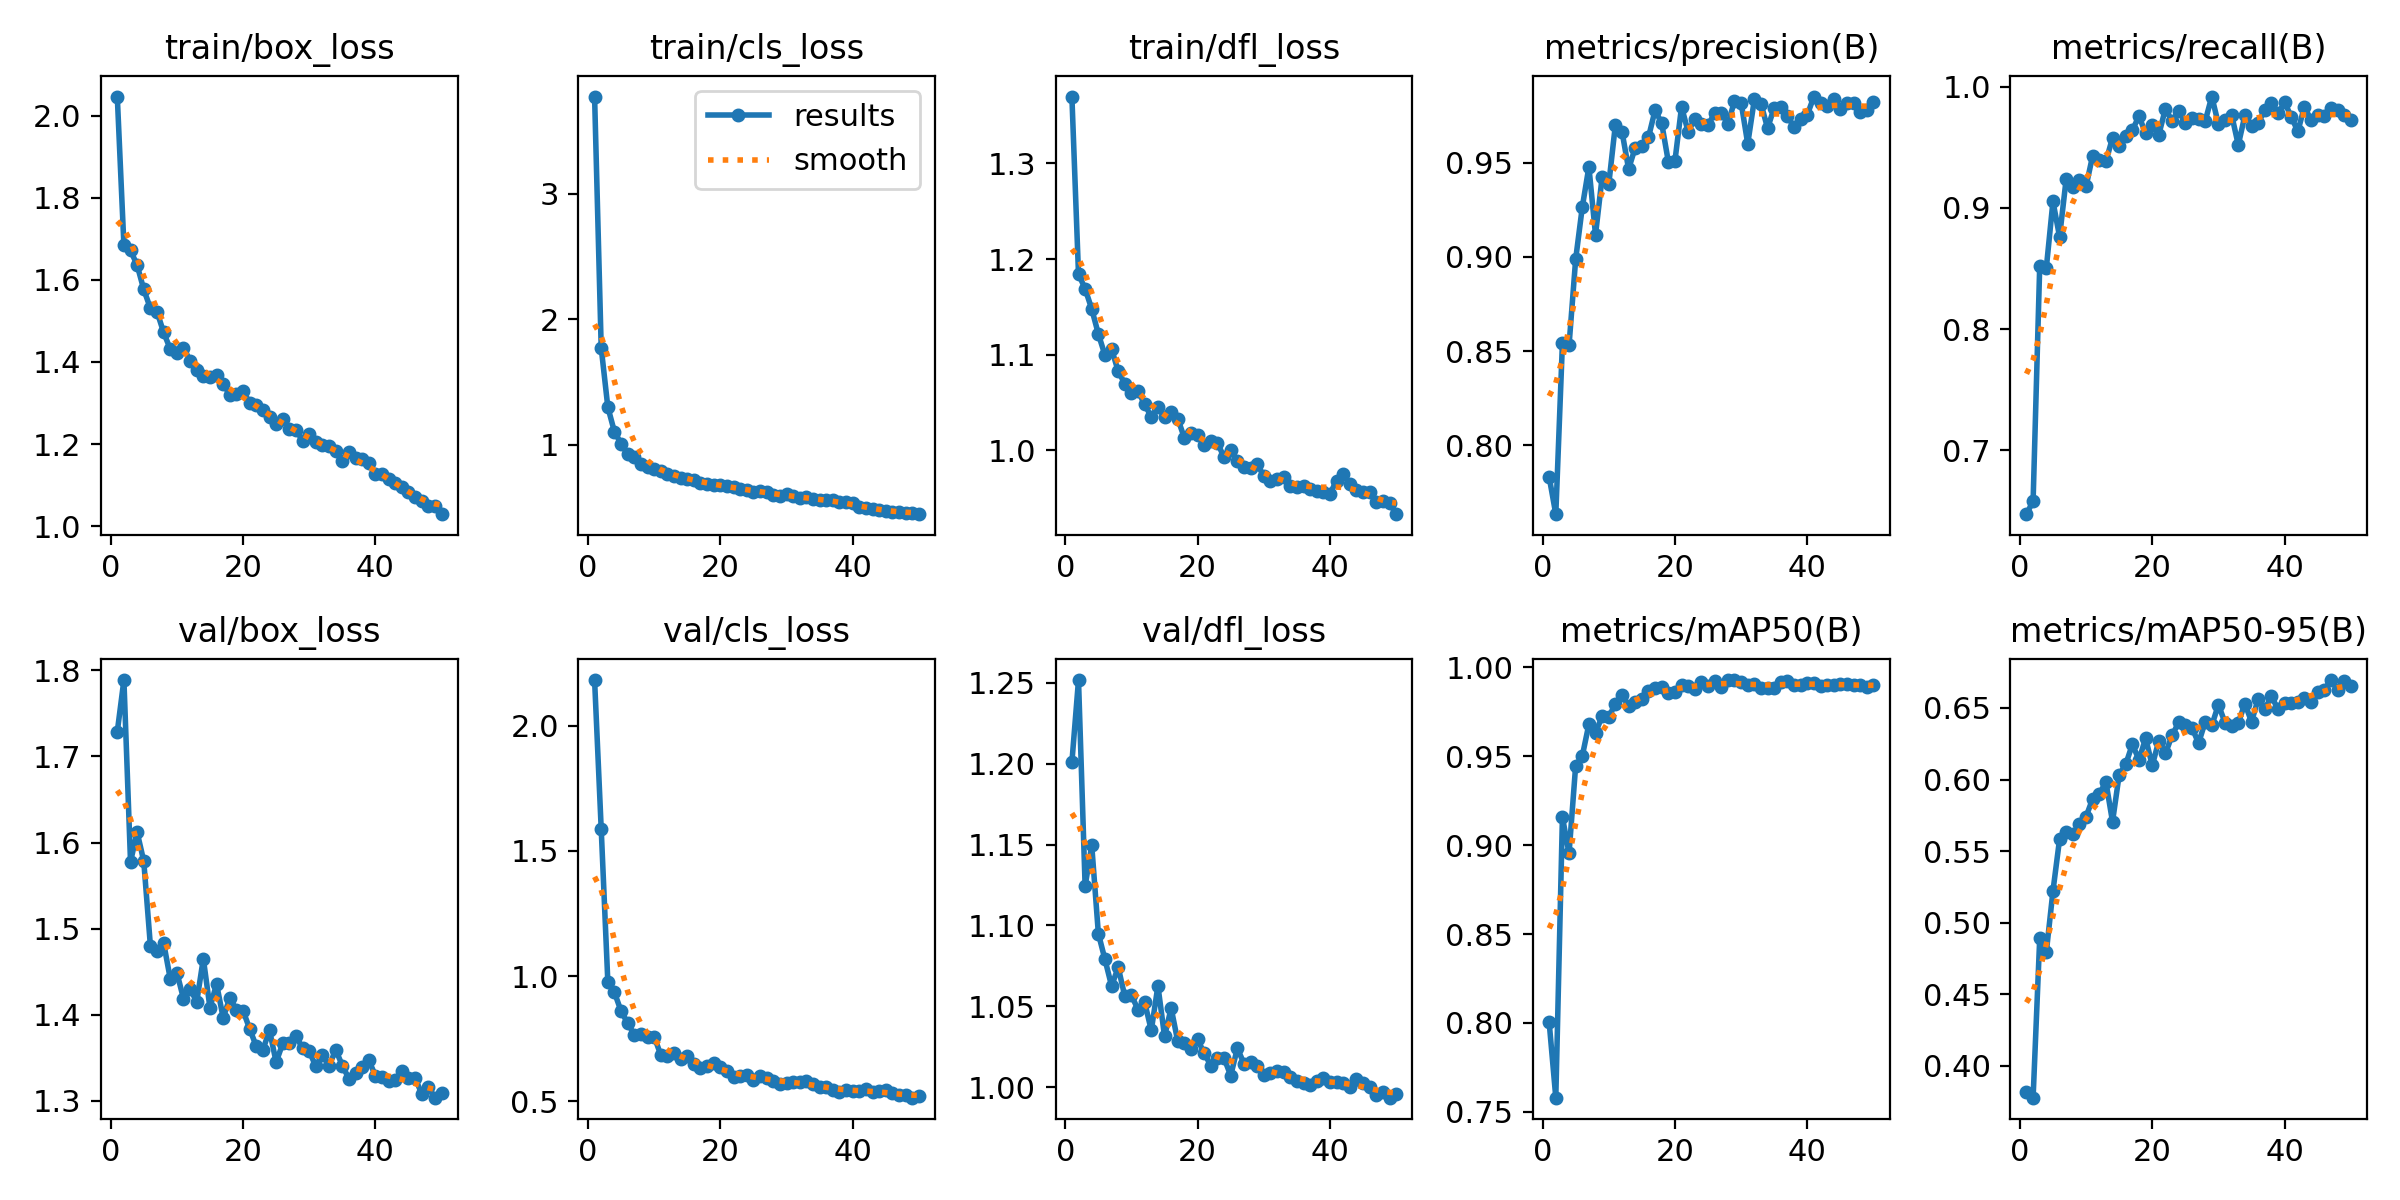 train/box_loss
train/cls_loss
train/dfl_loss
metrics/precision(B)
metrics/recall(B)
2.0
1.8
1.6
1.4
1.2
1.0
0 20 40
results
smooth
3
2
1
0 20 40
1.3
1.2
1.1
1.0
0 20 40
0.95
0.90
0.85
0.80
0 20 40
1.0
0.9
0.8
0.7
0 20 40
val/box_loss
val/cls_loss
val/dfl_loss
metrics/mAP50(B)
metrics/mAP50-95(B)
1.8
1.7
1.6
1.5
1.4
1.3
0 20 40
2.0
1.5
1.0
0.5
0 20 40
1.25
1.20
1.15
1.10
1.05
1.00
0 20 40
1.00
0.95
0.90
0.85
0.80
0.75
0 20 40
0.65
0.60
0.55
0.50
0.45
0.40
0 20 40